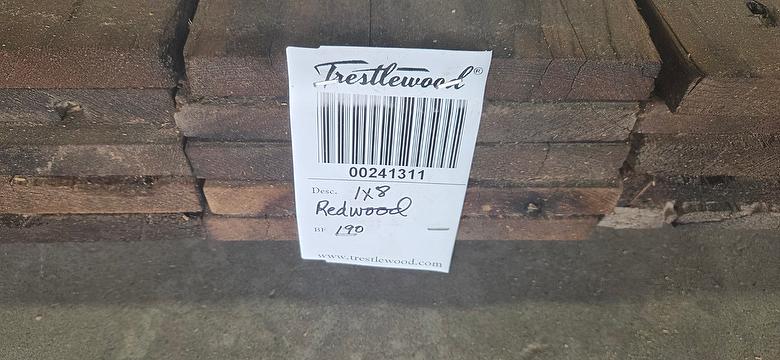 Trestlewood®
00241311
Desc. 1x8
Redwood
BF 190
www.trestlewood.com